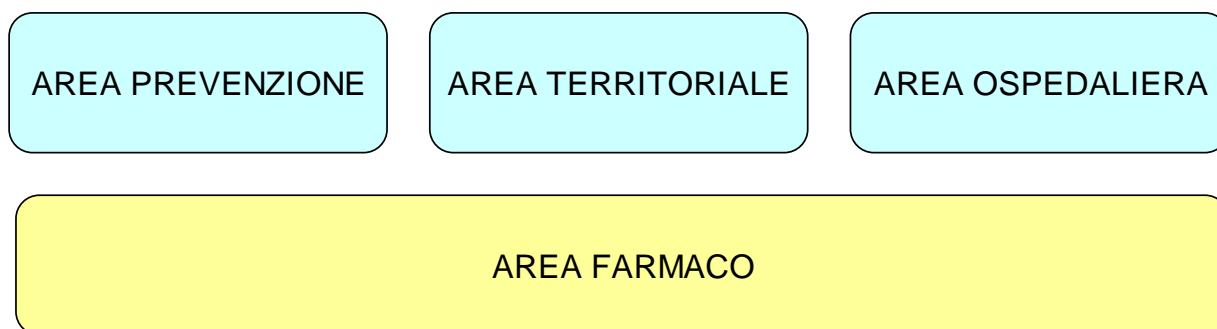 AREA PREVENZIONE
AREA TERRITORIALE
AREA OSPEDALIERA
AREA FARMACO